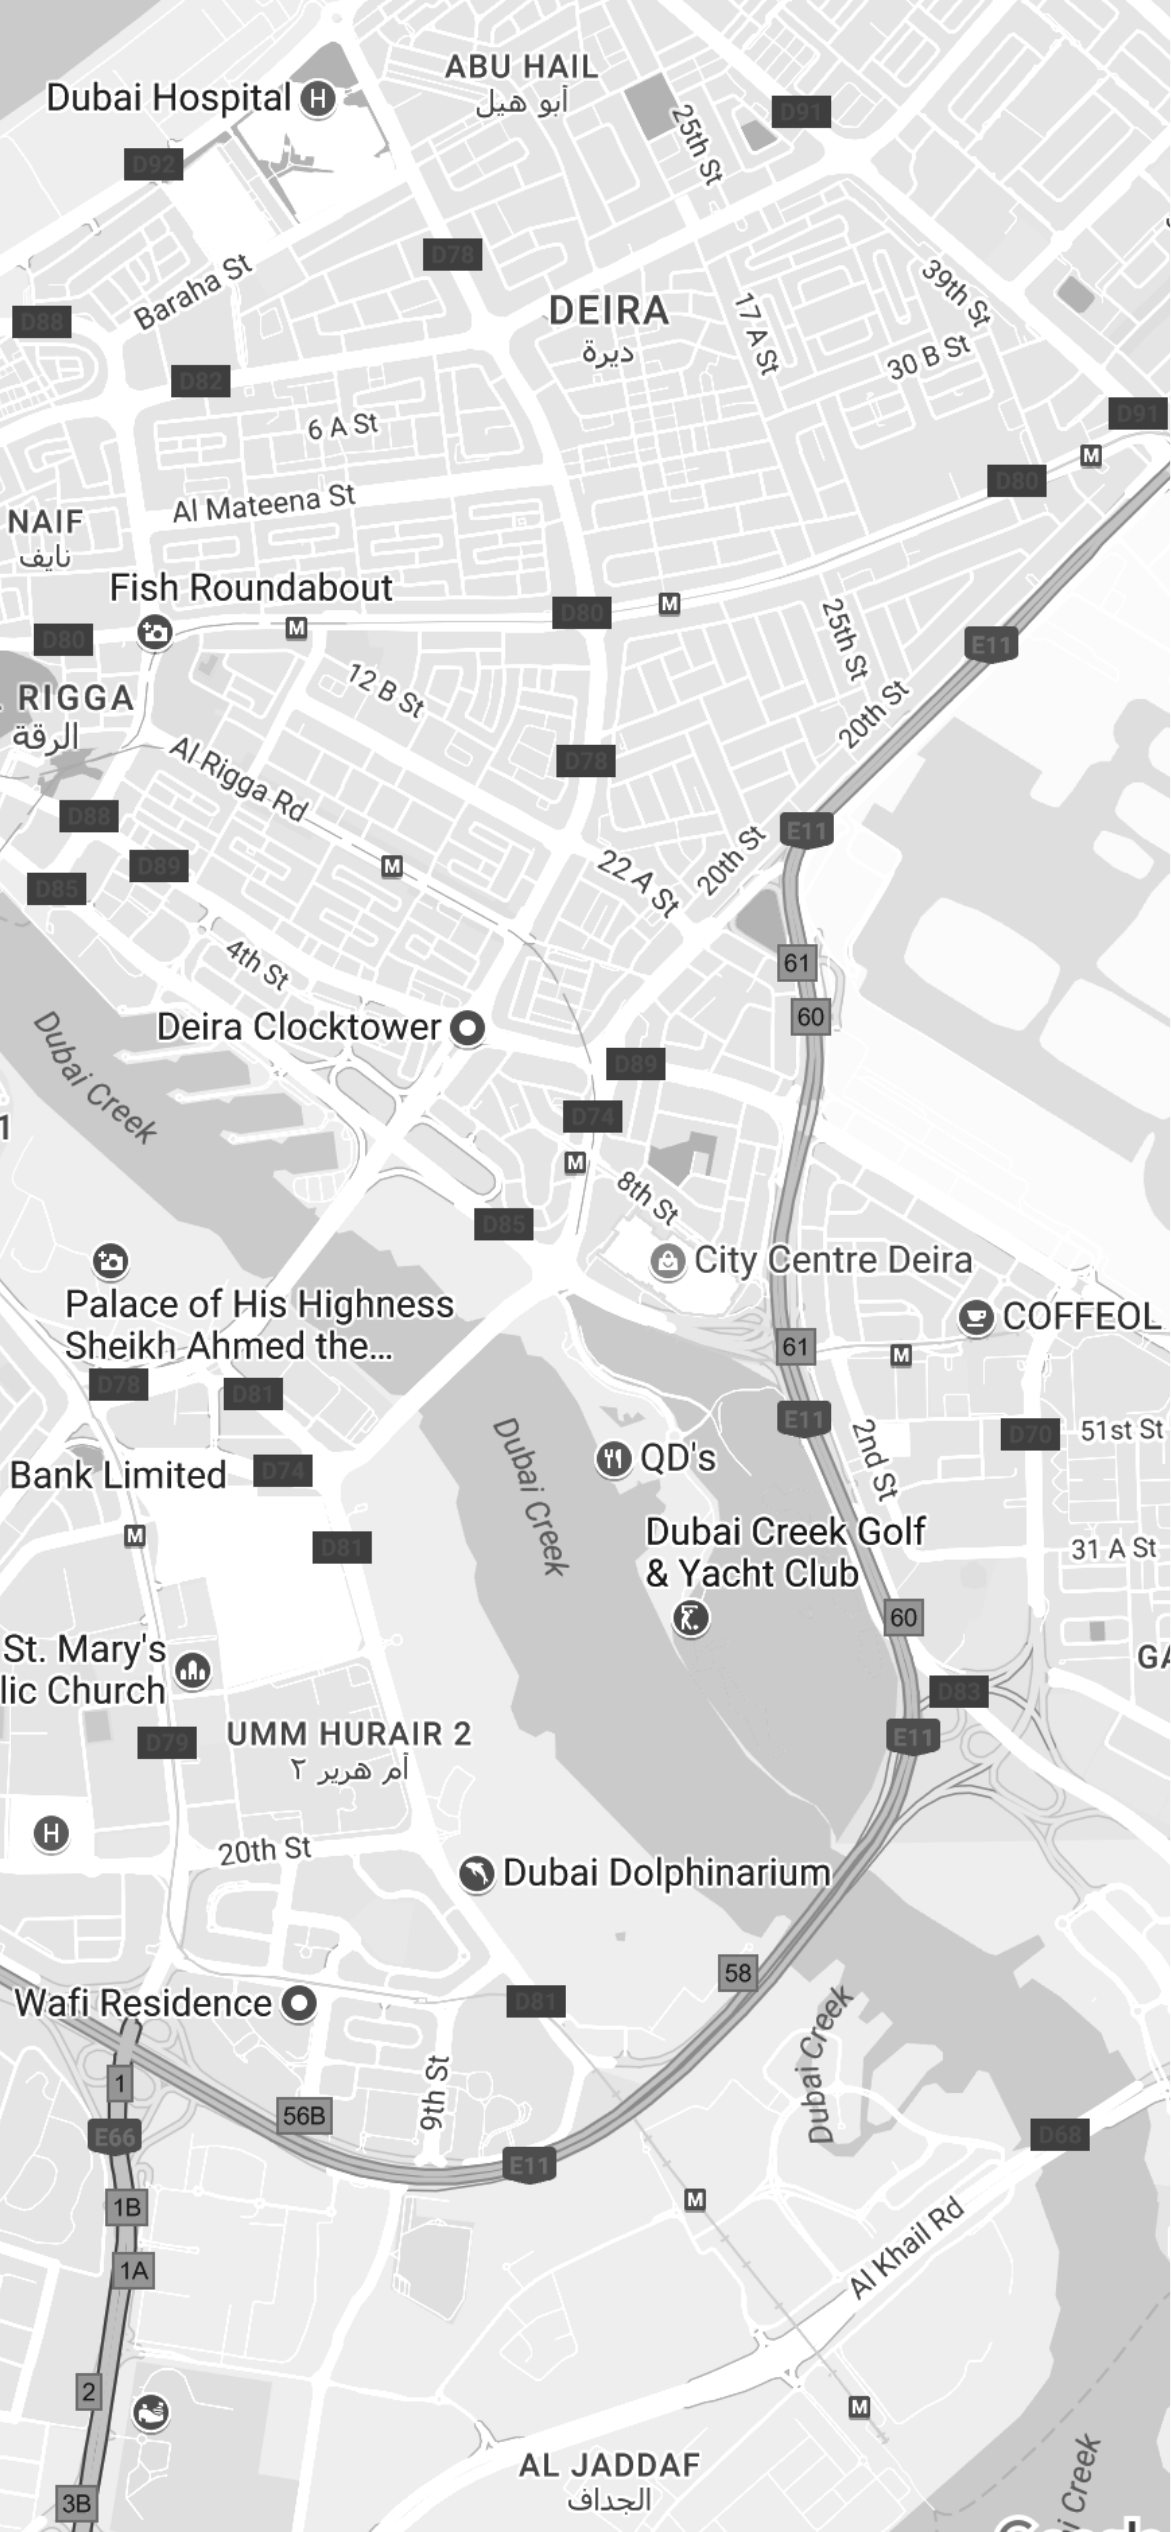 ABU HAIL
أبو هيل
Dubai Hospital
H
D91
25th St
D92
D78
Baraha St
39th St
D88
DEIRA
ديرة
17 A St
30 B St
D82
6 A St
D91
M
D80
Al Mateena St
NAIF
نايف
Fish Roundabout
M
D80
M
D80
25th St
E11
RIGGA
الرقة
12 B St
20th St
Al Rigga Rd
D78
D88
E11
D89
M
22 A St
20th St
D85
4th St
61
60
Deira Clocktower
Dubai Creek
D89
D74
1
M
8th St
D85
City Centre Deira
Palace of His Highness
Sheikh Ahmed the...
COFFEOL
61
M
D78
D81
E11
2nd St
D70
51st St
Dubai Creek
QD's
Bank Limited
D74
M
D81
Dubai Creek Golf
& Yacht Club
31 A St
60
St. Mary's
lic Church
GA
D83
D79
UMM HURAIR 2
أم هرير ٢
E11
H
20th St
Dubai Dolphinarium
58
Wafi Residence
D81
Dubai Creek
1
9th St
56B
E66
D68
E11
M
1B
Al Khail Rd
1A
2
M
AL JADDAF
الجداف
3B
i Creek